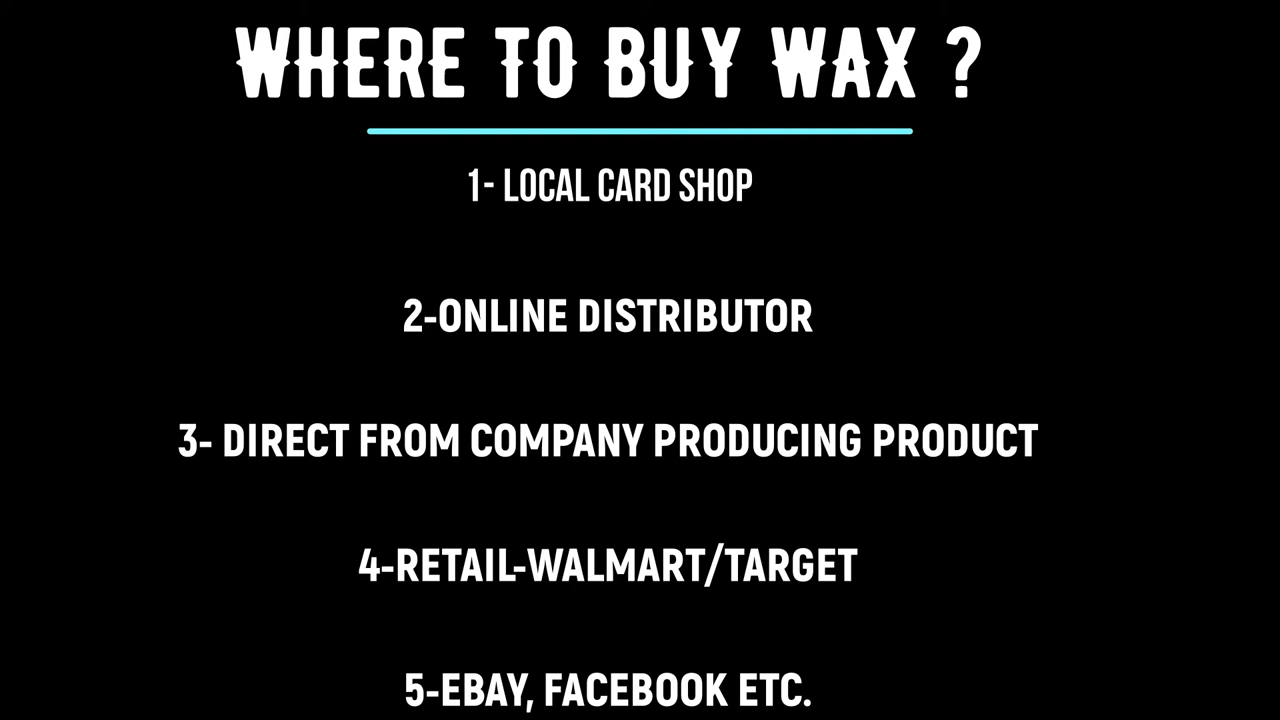 WHERE TO BUY WAX ?
1- LOCAL CARD SHOP
2-ONLINE DISTRIBUTOR
3- DIRECT FROM COMPANY PRODUCING PRODUCT
4-RETAIL-WALMART/TARGET
5-EBAY, FACEBOOK ETC.